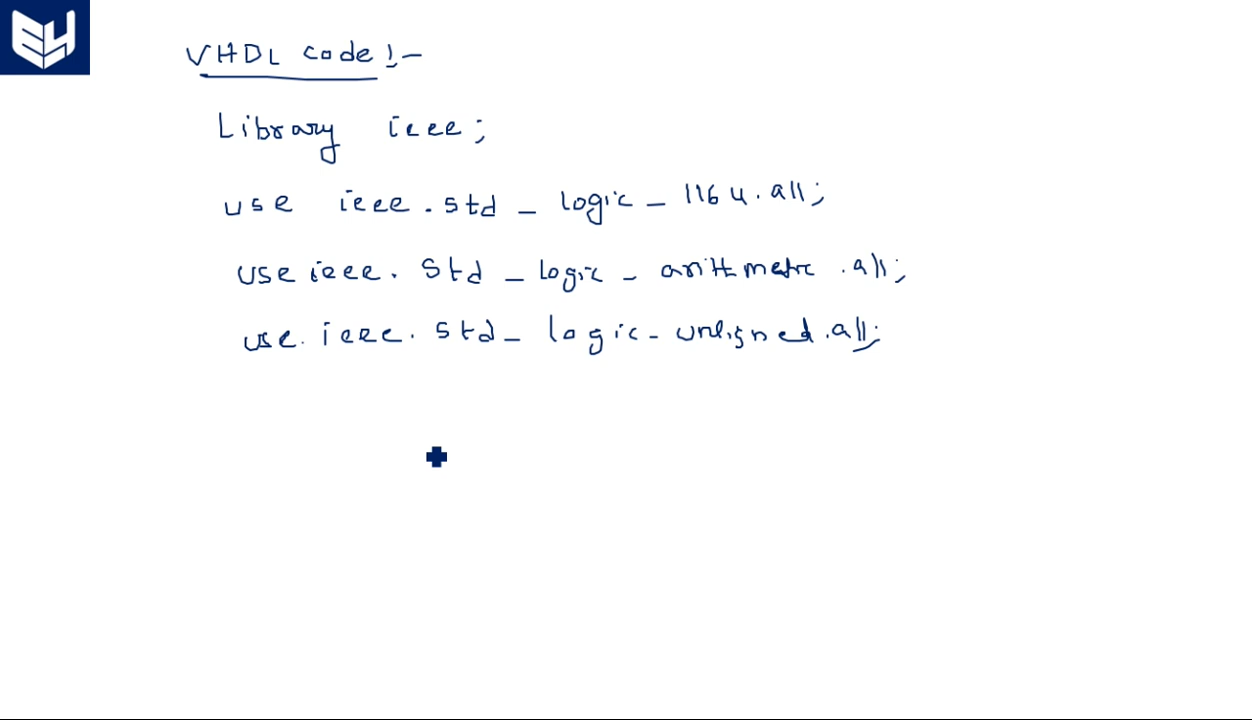 VHDL code :-
Library ieee;
use ieee.std_logic_1164.all;
use ieee.std_logic_arithmetic.all;
use.ieee.std_logic_unsigned.all;